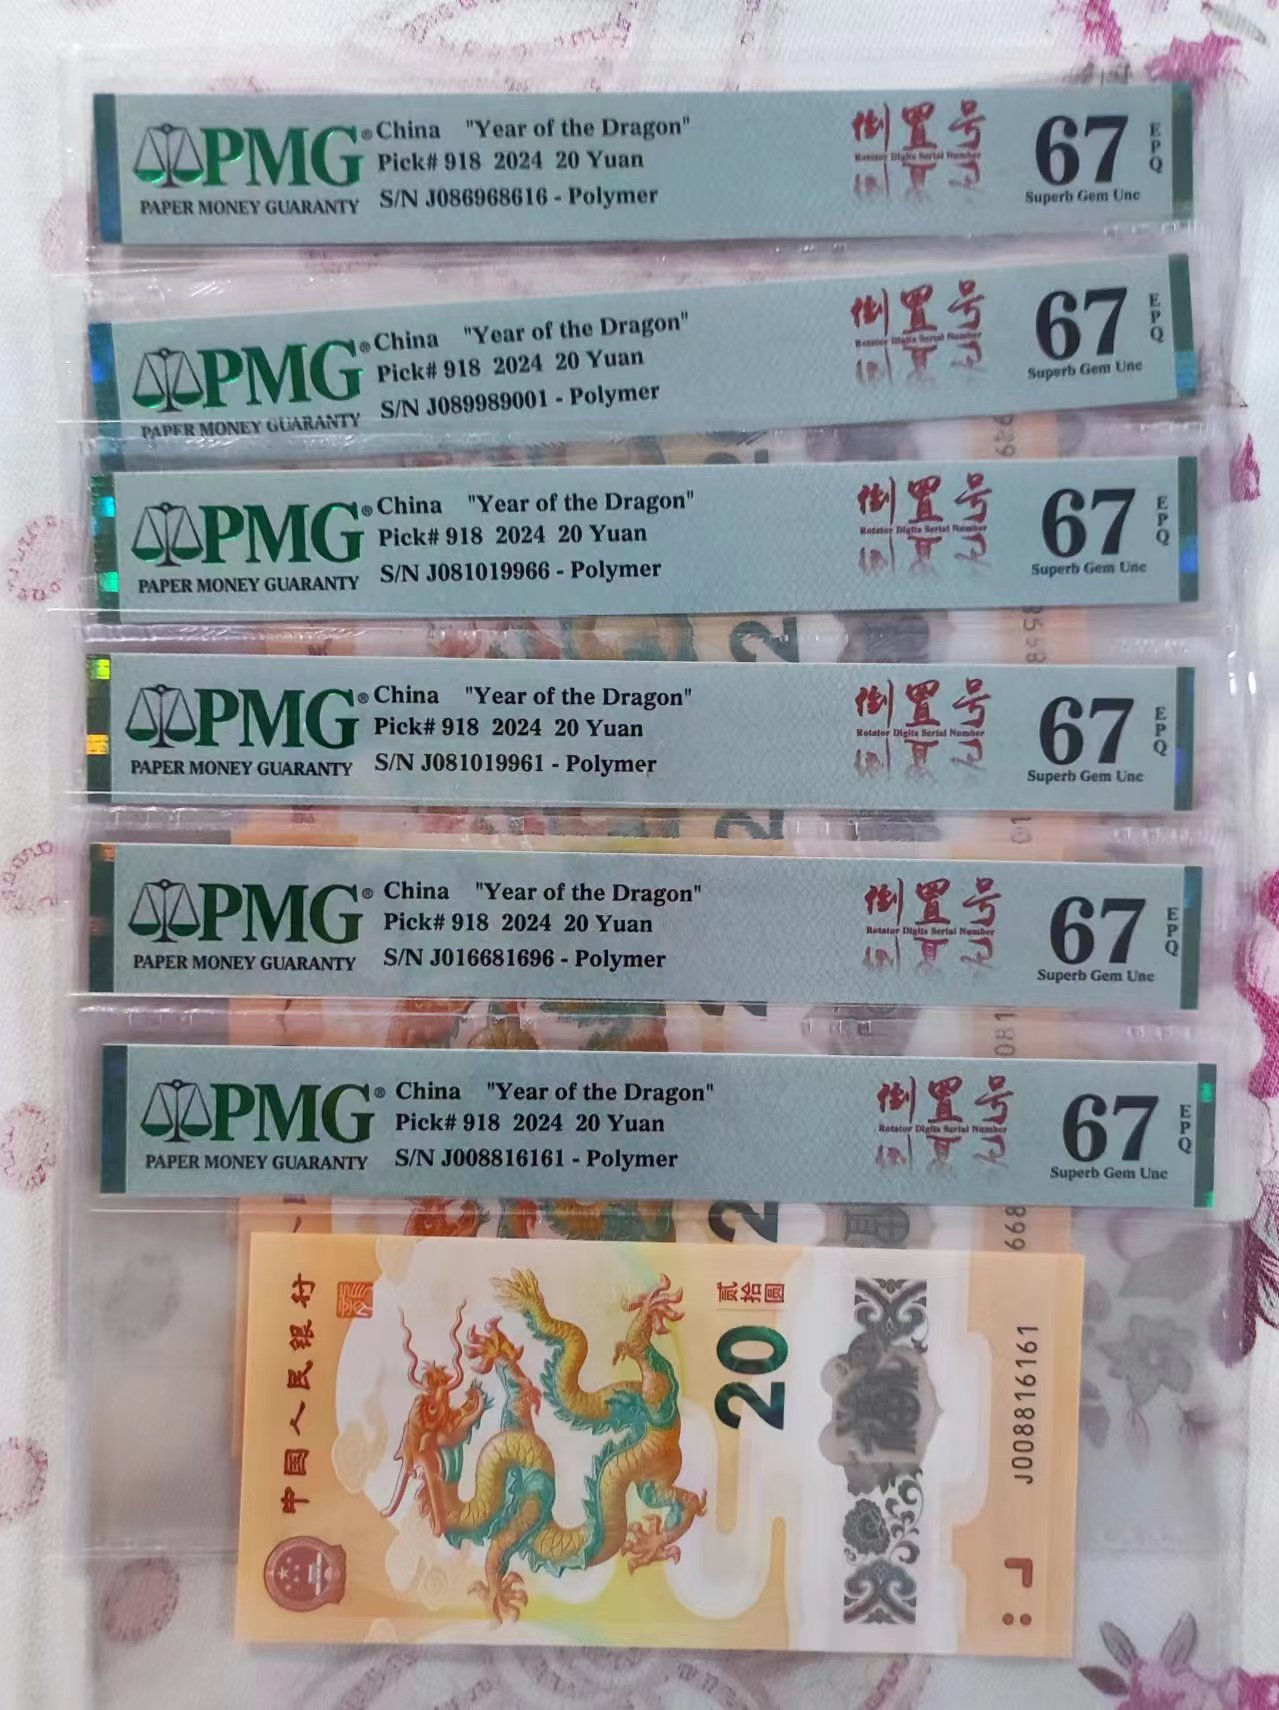 PMG® China "Year of the Dragon" 倒置号 67 EPQ
Pick# 918 2024 20 Yuan Rotator Digits Serial Number
PAPER MONEY GUARANTY S/N J086968616 - Polymer Superb Gem Unc
PMG® China "Year of the Dragon" 倒置号 67 EPQ
Pick# 918 2024 20 Yuan Rotator Digits Serial Number
PAPER MONEY GUARANTY S/N J089989001 - Polymer Superb Gem Unc
PMG® China "Year of the Dragon" 倒置号 67 EPQ
Pick# 918 2024 20 Yuan Rotator Digits Serial Number
PAPER MONEY GUARANTY S/N J081019966 - Polymer Superb Gem Unc
PMG® China "Year of the Dragon" 倒置号 67 EPQ
Pick# 918 2024 20 Yuan Rotator Digits Serial Number
PAPER MONEY GUARANTY S/N J081019961 - Polymer Superb Gem Unc
PMG® China "Year of the Dragon" 倒置号 67 EPQ
Pick# 918 2024 20 Yuan Rotator Digits Serial Number
PAPER MONEY GUARANTY S/N J016681696 - Polymer Superb Gem Unc
PMG® China "Year of the Dragon" 倒置号 67 EPQ
Pick# 918 2024 20 Yuan Rotator Digits Serial Number
PAPER MONEY GUARANTY S/N J008816161 - Polymer Superb Gem Unc
中国人民银行
贰拾圆
20
J008816161